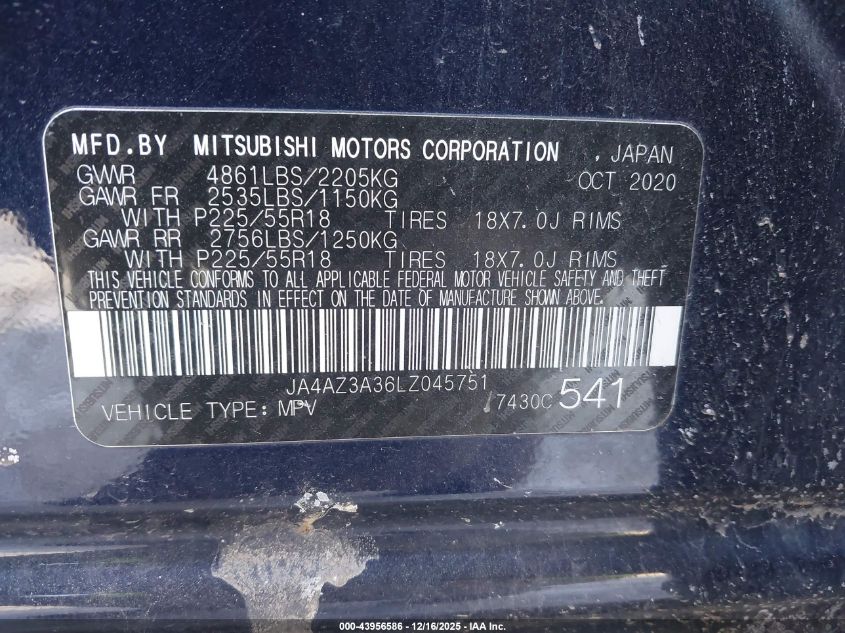 MFD.BY MITSUBISHI MOTORS CORPORATION , JAPAN
GVWR 4861LBS/2205KG OCT 2020
GAWR FR 2535LBS/1150KG
WITH P225/55R18 TIRES 18X7.0J RIMS
GAWR RR 2756LBS/1250KG
WITH P225/55R18 TIRES 18X7.0J RIMS
THIS VEHICLE CONFORMS TO ALL APPLICABLE FEDERAL MOTOR VEHICLE SAFETY AND THEFT
PREVENTION STANDARDS IN EFFECT ON THE DATE OF MANUFACTURE SHOWN ABOVE.
JA4AZ3A36LZ045751
VEHICLE TYPE: MPV 7430C 541
000-43956586 - 12/16/2025 - IAA Inc.